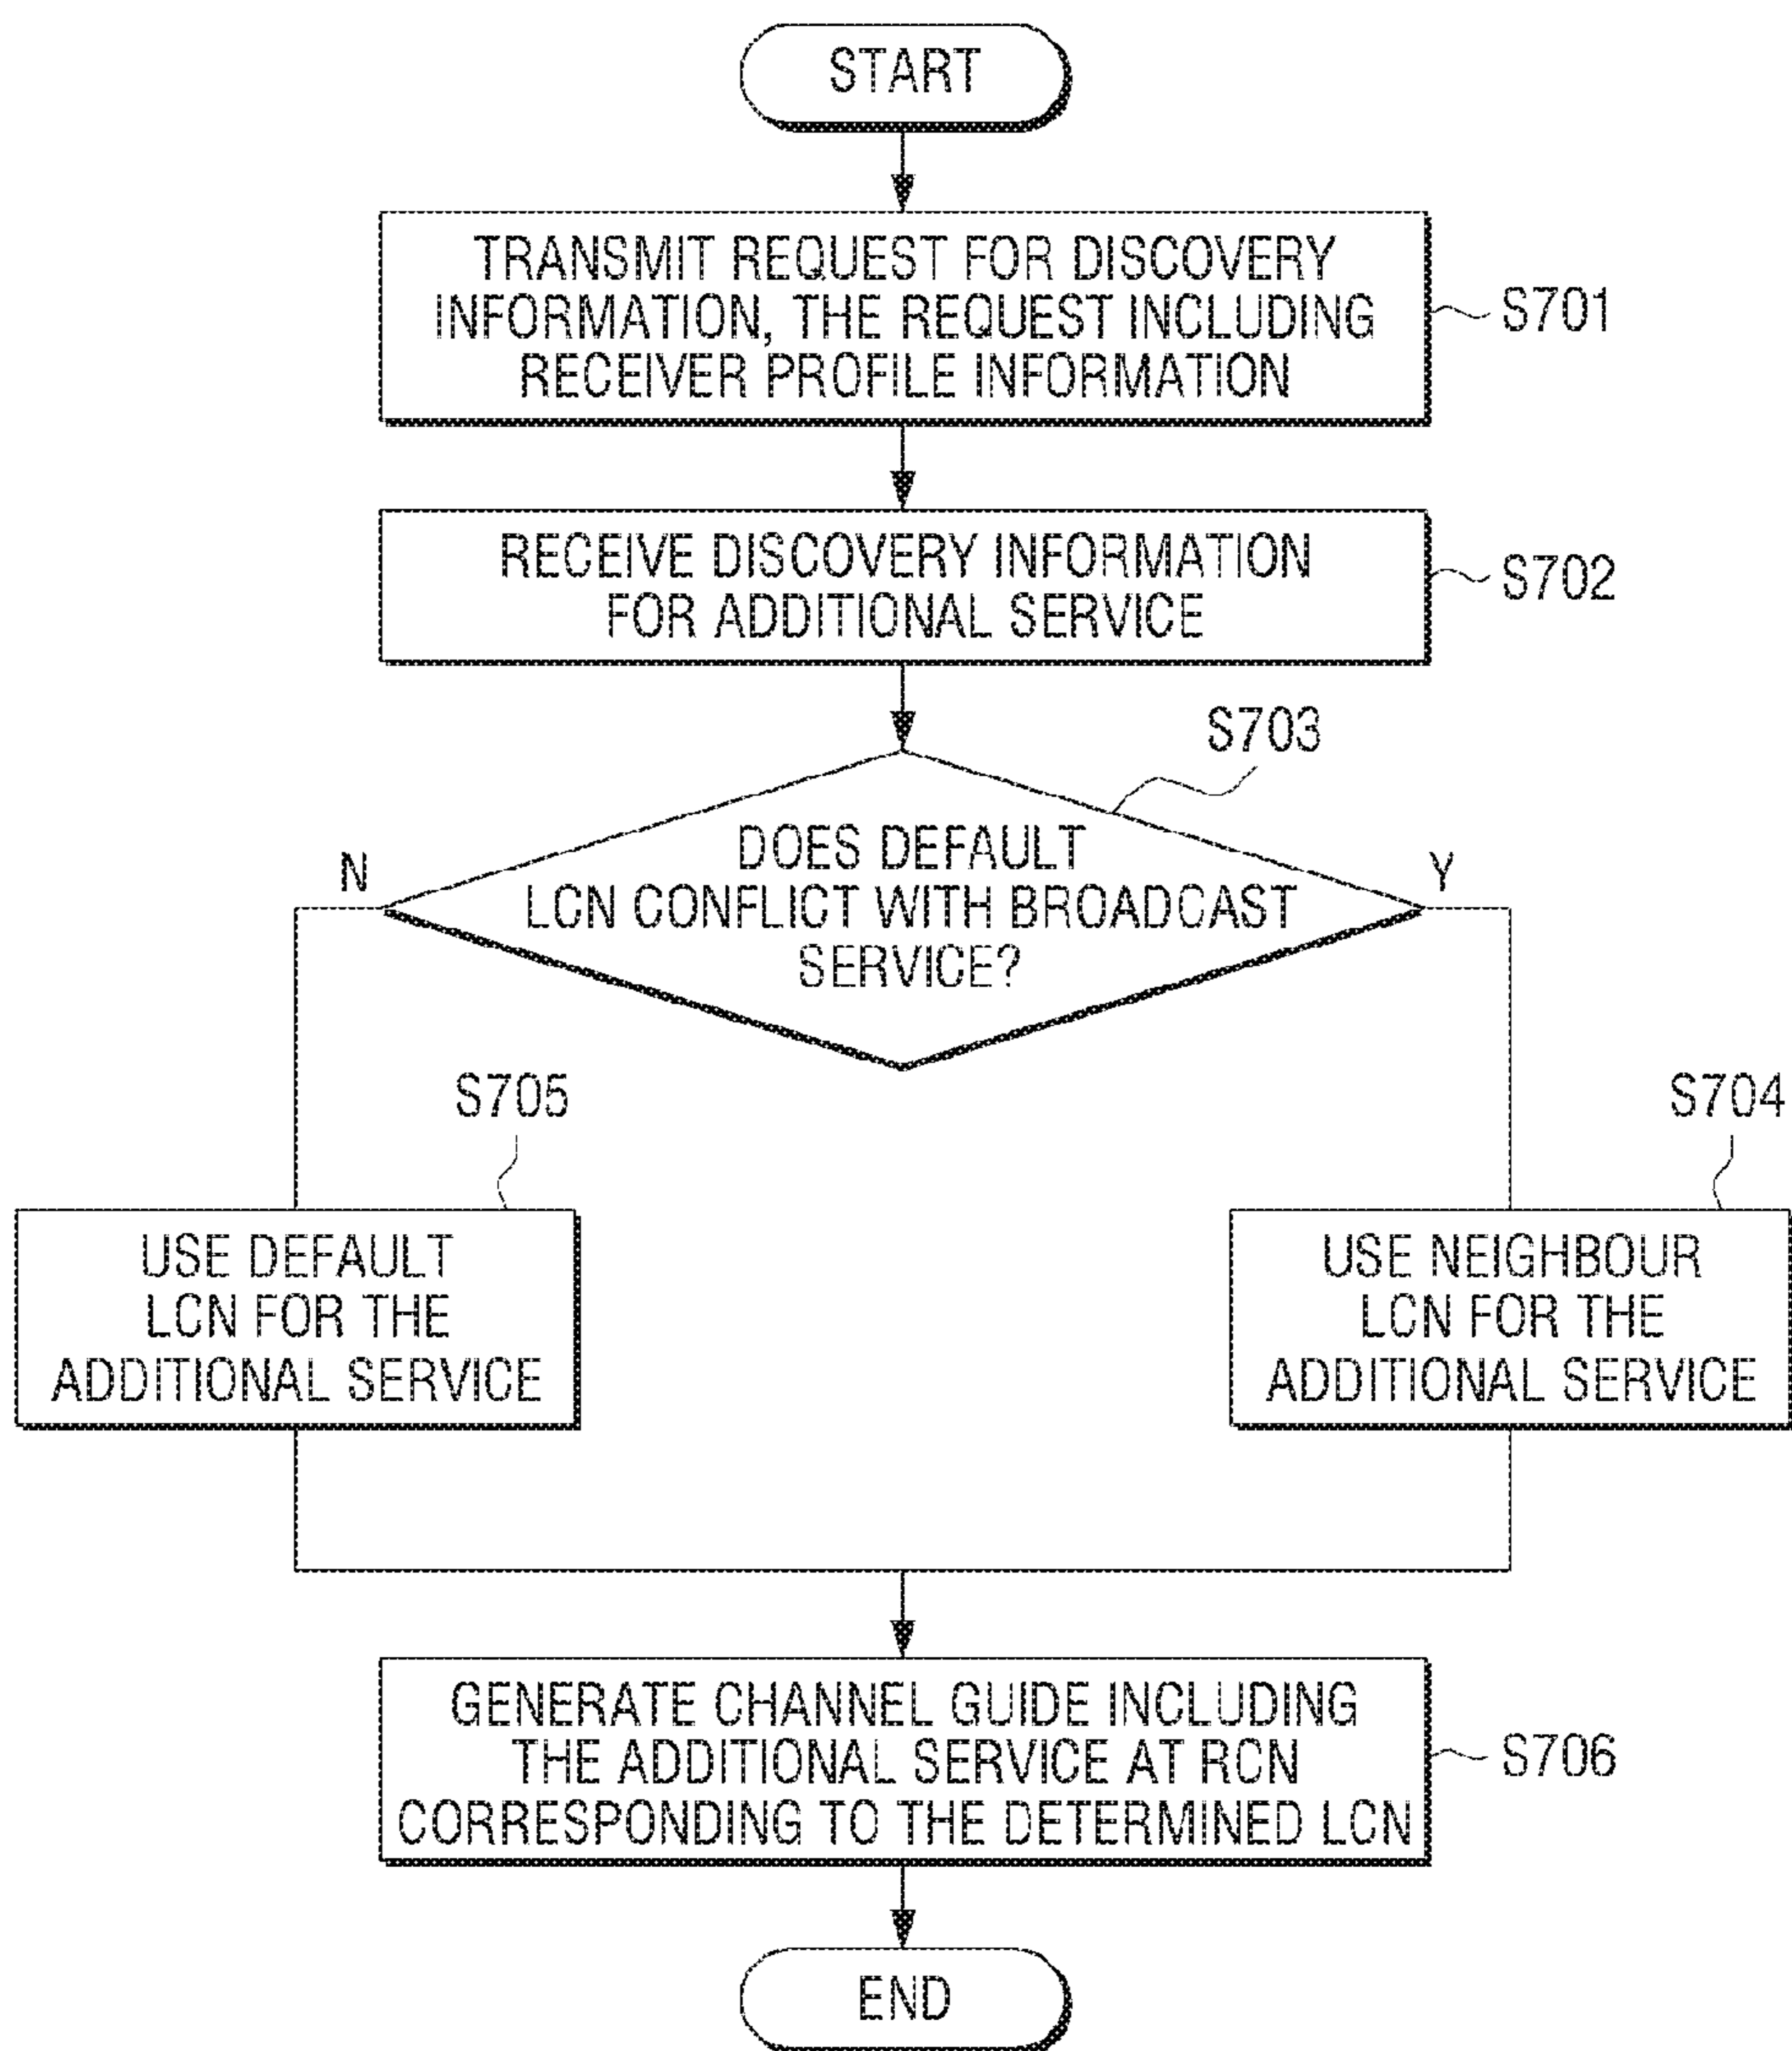 START
TRANSMIT REQUEST FOR DISCOVERY
INFORMATION, THE REQUEST INCLUDING
RECEIVER PROFILE INFORMATION
S701
RECEIVE DISCOVERY INFORMATION
FOR ADDITIONAL SERVICE
S702
S703
DOES DEFAULT
LCN CONFLICT WITH BROADCAST
SERVICE?
N
Y
S705
S704
USE DEFAULT
LCN FOR THE
ADDITIONAL SERVICE
USE NEIGHBOUR
LCN FOR THE
ADDITIONAL SERVICE
GENERATE CHANNEL GUIDE INCLUDING
THE ADDITIONAL SERVICE AT RCN
CORRESPONDING TO THE DETERMINED LCN
S706
END